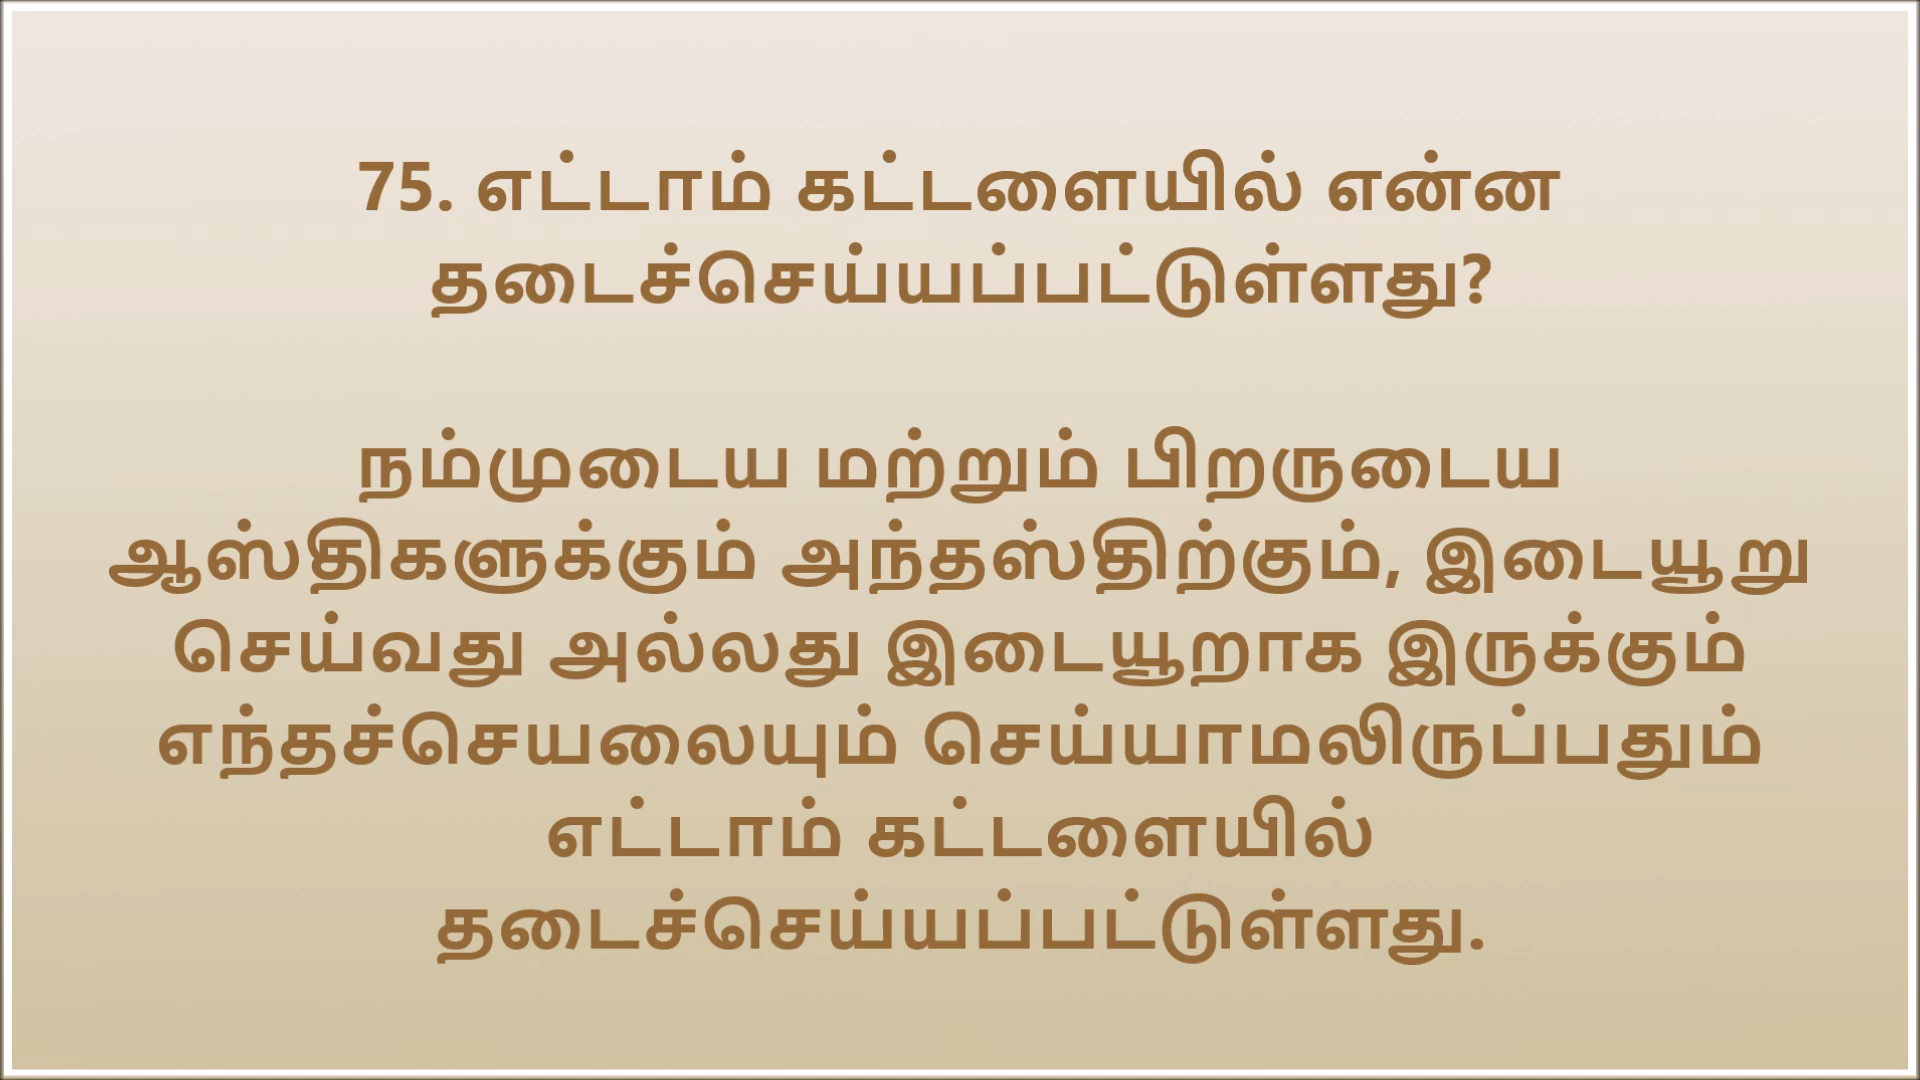 75. எட்டாம் கட்டளையில் என்ன
தடைச்செய்யப்பட்டுள்ளது?
நம்முடைய மற்றும் பிறருடைய
ஆஸ்திகளுக்கும் அந்தஸ்திற்கும், இடையூறு
செய்வது அல்லது இடையூறாக இருக்கும்
எந்தச்செயலையும் செய்யாமலிருப்பதும்
எட்டாம் கட்டளையில்
தடைச்செய்யப்பட்டுள்ளது.